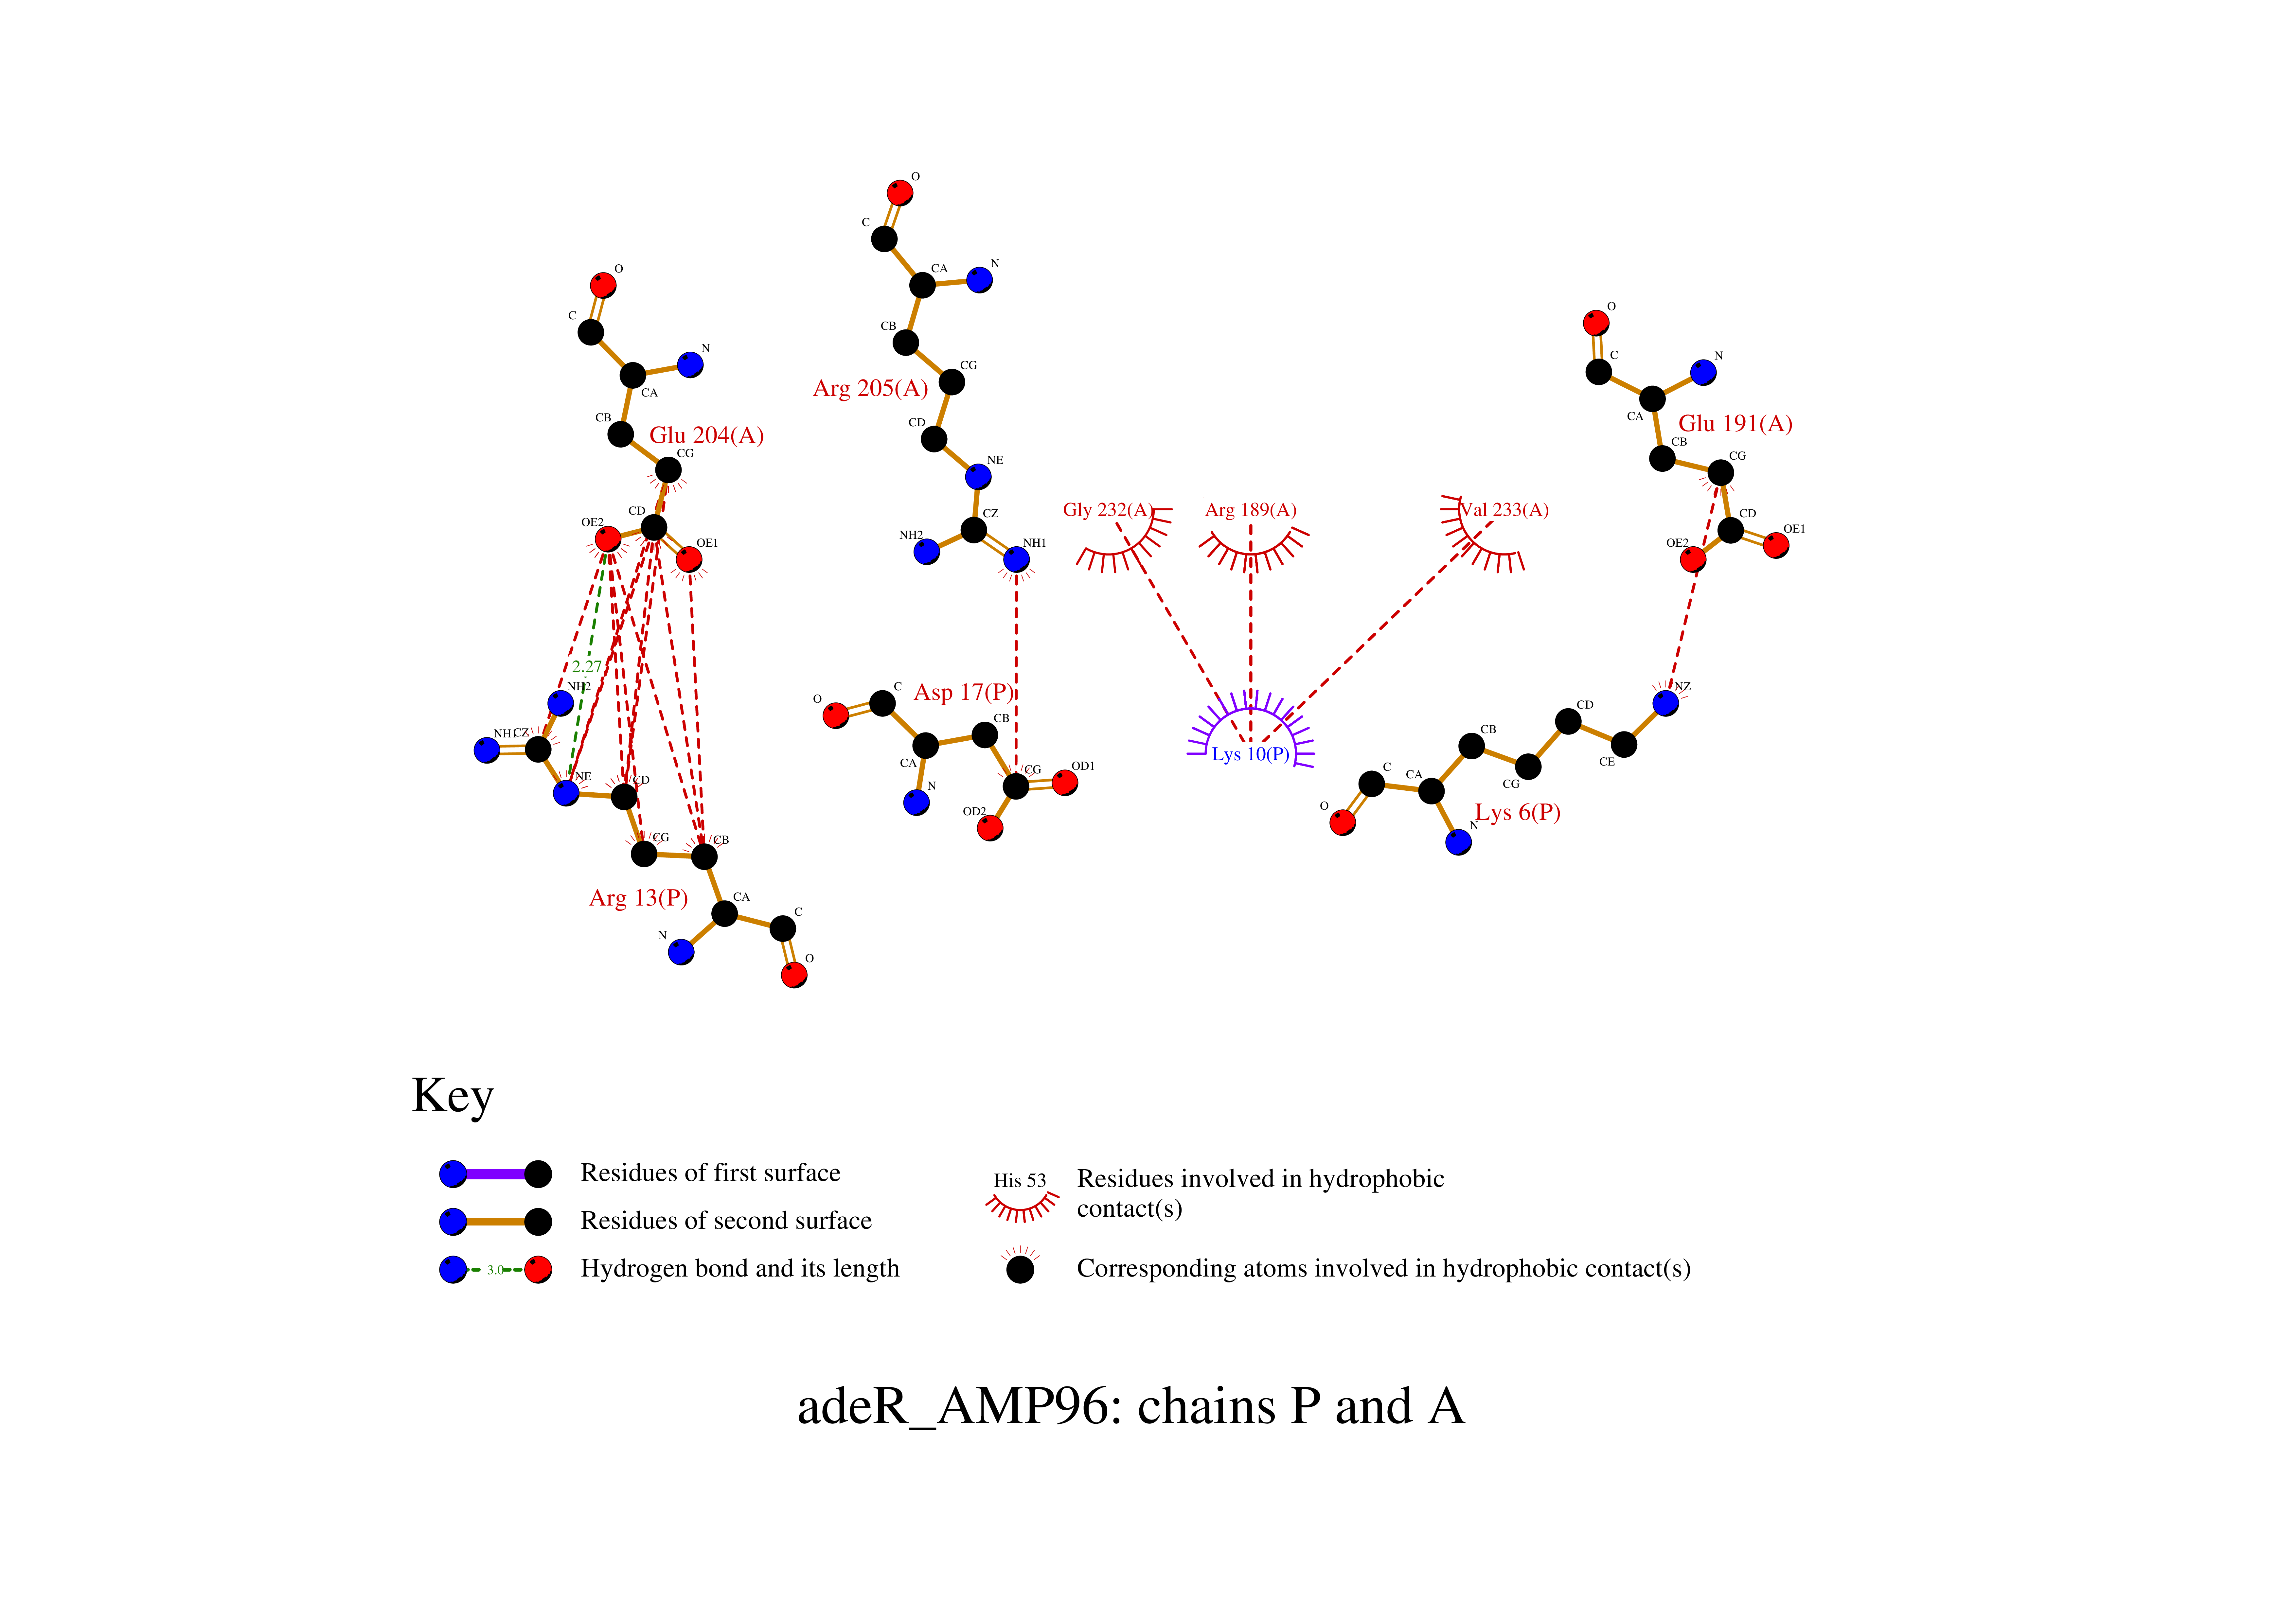 O
C
CA
N
CB
CG
Arg 205(A)
CD
NE
CZ
NH2
NH1
O
C
N
CA
CB
Glu 204(A)
CG
CD
OE2
OE1
O
C
N
CA
Glu 191(A)
CB
CG
CD
OE1
OE2
Gly 232(A)
Arg 189(A)
Val 233(A)
2.27
NH2
NH1
CZ
NE
CD
CG
CB
Arg 13(P)
CA
C
N
O
Asp 17(P)
C
O
CB
CA
N
CG
OD1
OD2
Lys 10(P)
NZ
CD
CB
CE
CG
C
CA
O
N
Lys 6(P)
Key
Residues of first surface
Residues of second surface
3.0
Hydrogen bond and its length
His 53
Residues involved in hydrophobic
contact(s)
Corresponding atoms involved in hydrophobic contact(s)
adeR_AMP96: chains P and A